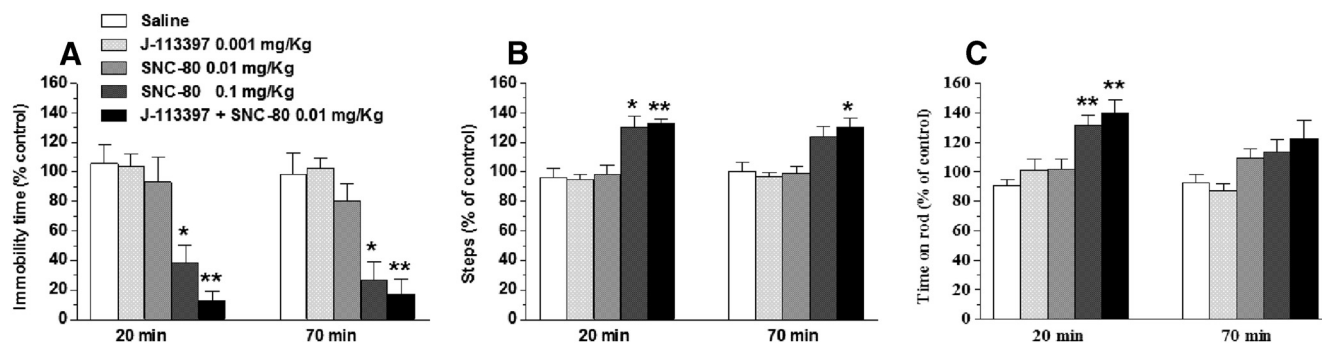 Saline
J-113397 0.001 mg/Kg
SNC-80 0.01 mg/Kg
SNC-80 0.1 mg/Kg
J-113397 + SNC-80 0.01 mg/Kg
A
Immobility time (% control)
160
140
120
100
80
60
40
20
0
* ** * **
20 min 70 min
B
Steps (% of control)
160
140
120
100
80
60
40
20
0
* ** *
20 min 70 min
C
Time on rod (% of control)
160
140
120
100
80
60
40
20
0
** **
20 min 70 min